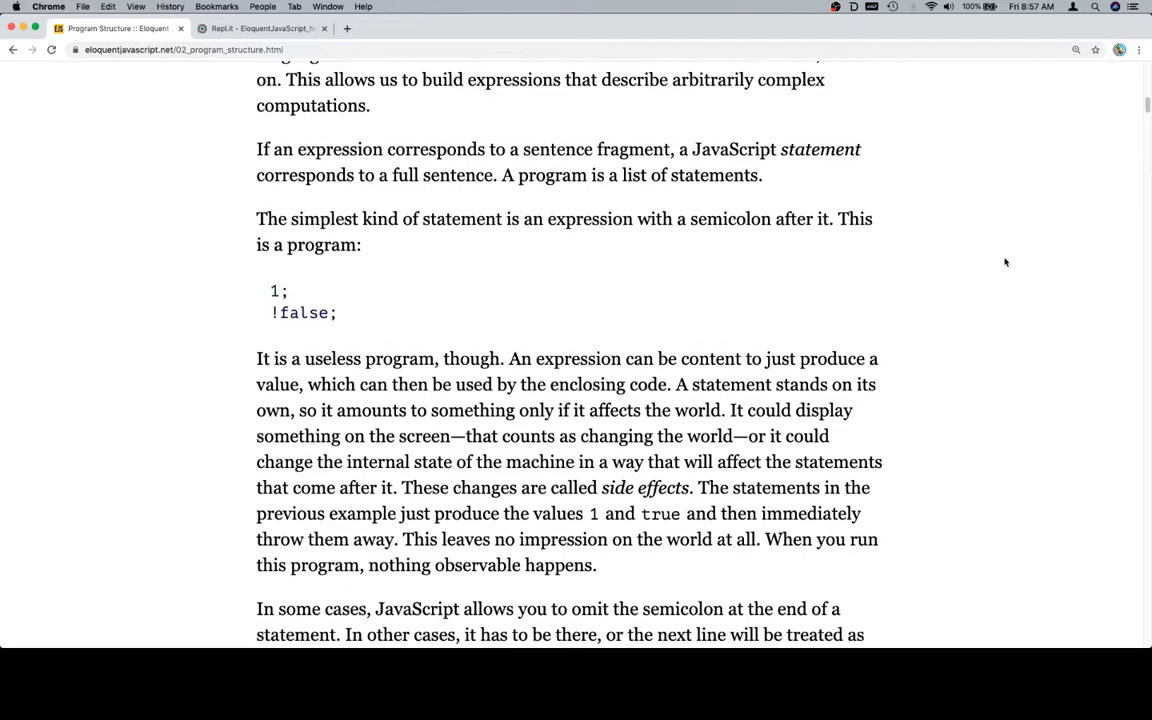 Chrome File Edit View History Bookmarks People Tab Window Help 100% Fri 8:57 AM
Program Structure :: Eloquent Repl.it - EloquentJavaScript_N
eloquentjavascript.net/02_program_structure.html
on. This allows us to build expressions that describe arbitrarily complex
computations.
If an expression corresponds to a sentence fragment, a JavaScript statement
corresponds to a full sentence. A program is a list of statements.
The simplest kind of statement is an expression with a semicolon after it. This
is a program:
1;
!false;
It is a useless program, though. An expression can be content to just produce a
value, which can then be used by the enclosing code. A statement stands on its
own, so it amounts to something only if it affects the world. It could display
something on the screen—that counts as changing the world—or it could
change the internal state of the machine in a way that will affect the statements
that come after it. These changes are called side effects. The statements in the
previous example just produce the values 1 and true and then immediately
throw them away. This leaves no impression on the world at all. When you run
this program, nothing observable happens.
In some cases, JavaScript allows you to omit the semicolon at the end of a
statement. In other cases, it has to be there, or the next line will be treated as